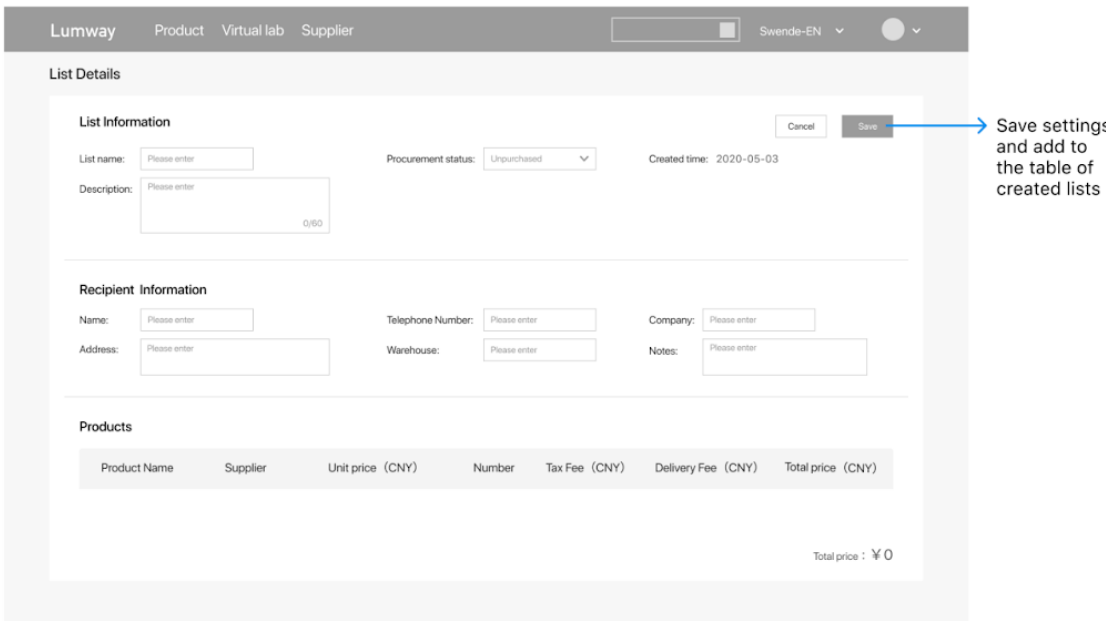 Lumway Product Virtual lab Supplier Swende-EN
List Details
List Information
Cancel Save
Save settings
and add to
the table of
created lists
List name: Please enter Procurement status: Unpurchased Created time: 2020-05-03
Description: Please enter
0/60
Recipient Information
Name: Please enter Telephone Number: Please enter Company: Please enter
Address: Please enter Warehouse: Please enter Notes: Please enter
Products
Product Name Supplier Unit price（CNY） Number Tax Fee（CNY） Delivery Fee（CNY） Total price（CNY）
Total price：￥0